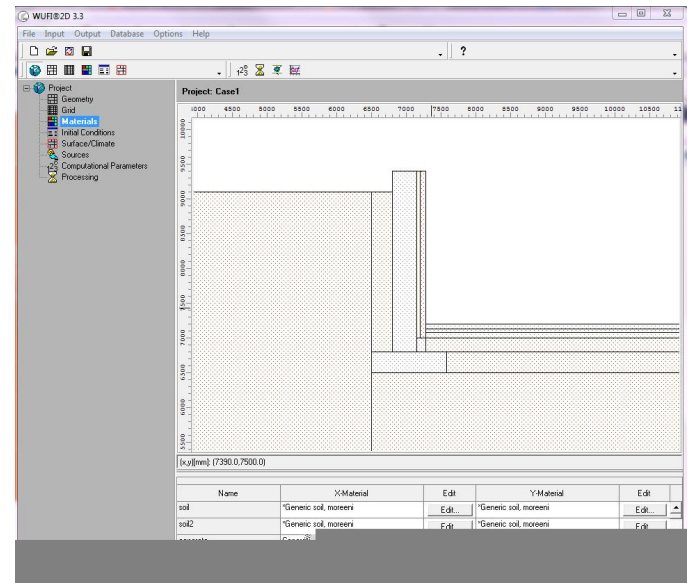 WUFI®2D 3.3
File Input Output Database Options Help
?
Project
Geometry
Grid
Materials
Initial Conditions
Surface/Climate
Sources
Computational Parameters
Processing
Project: Case1
4500 5000 5500 6000 6500 7000 7500 8000 8500 9000 9500 10000 10500 11
10000
9500
9000
8500
8000
7500
7000
6500
6000
5500
(x,y)[mm]: (7390.0,7500.0)
Name X-Material Edit Y-Material Edit
soil *Generic soil, moreeni Edit... *Generic soil, moreeni Edit...
soil2 *Generic soil, moreeni Edit *Generic soil, moreeni Edit